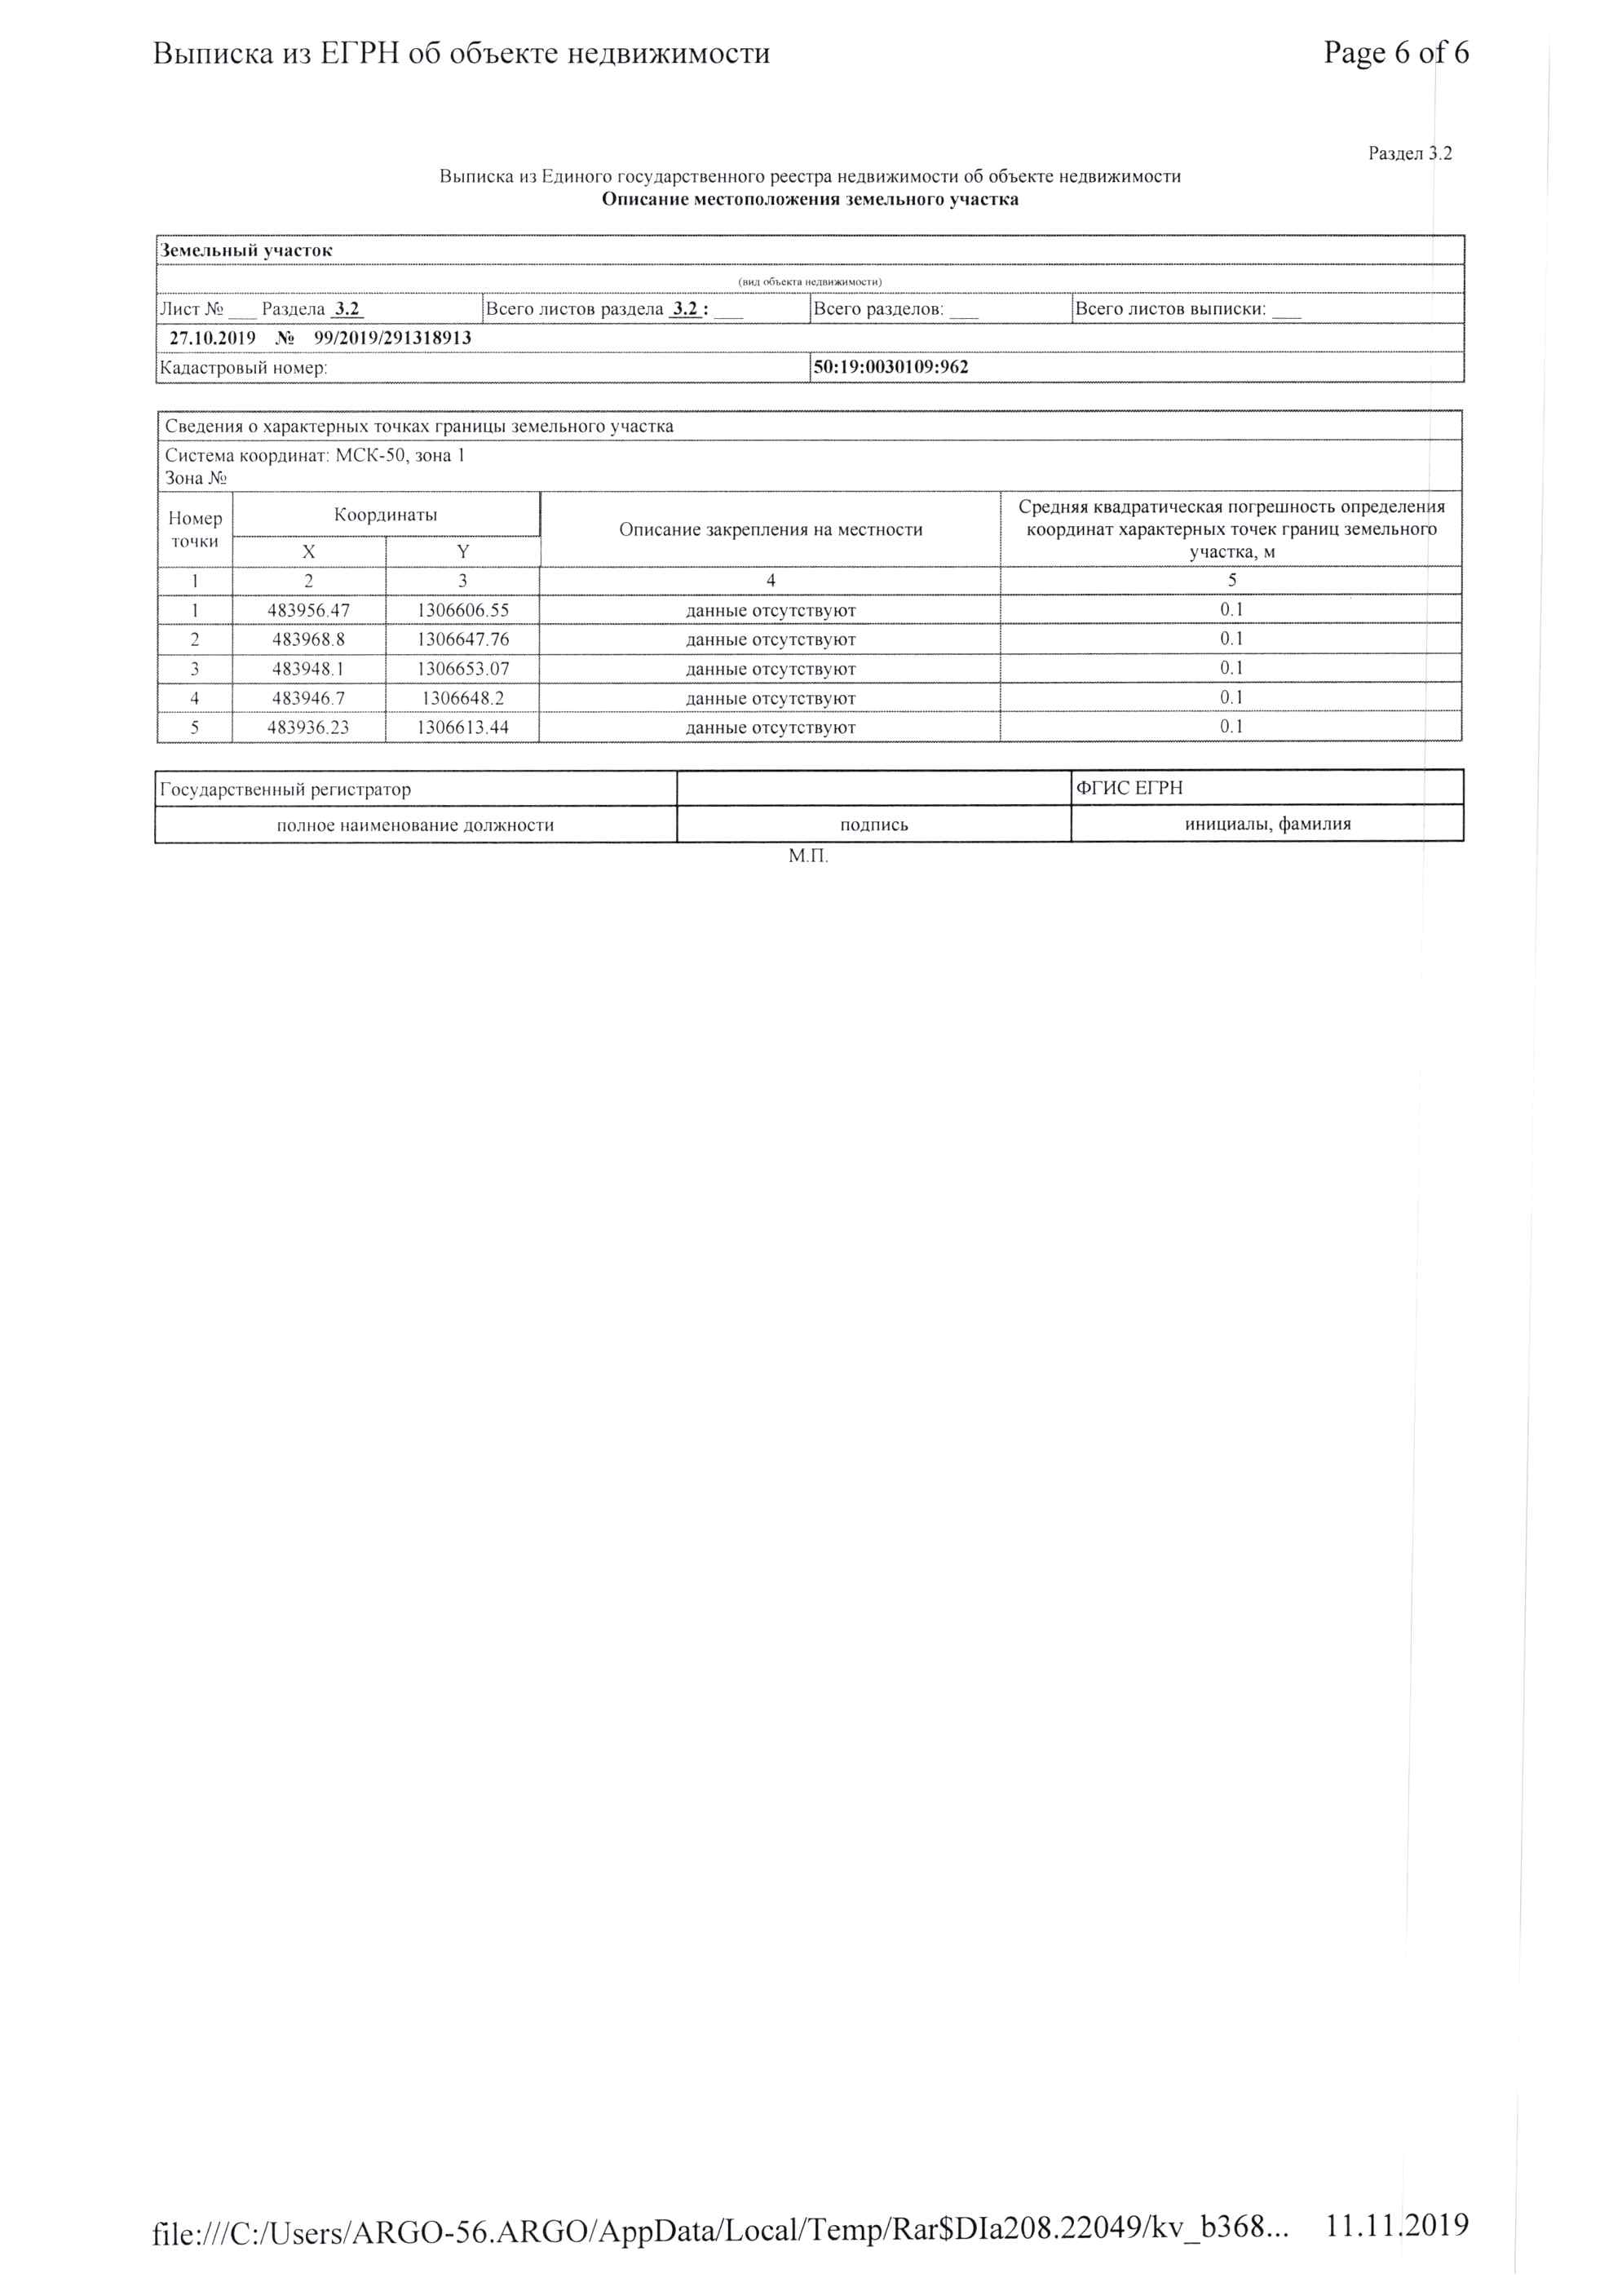 Выписка из ЕГРН об объекте недвижимости Page 6 of 6
Раздел 3.2
Выписка из Единого государственного реестра недвижимости об объекте недвижимости
Описание местоположения земельного участка
Земельный участок
(вид объекта недвижимости)
Лист № ___ Раздела 3.2 Всего листов раздела 3.2 : ___ Всего разделов: ___ Всего листов выписки: ___
27.10.2019 № 99/2019/291318913
Кадастровый номер: 50:19:0030109:962
Сведения о характерных точках границы земельного участка
Система координат: МСК-50, зона 1
Зона №
Номер точки Координаты Описание закрепления на местности Средняя квадратическая погрешность определения координат характерных точек границ земельного участка, м
X Y
1 2 3 4 5
1 483956.47 1306606.55 данные отсутствуют 0.1
2 483968.8 1306647.76 данные отсутствуют 0.1
3 483948.1 1306653.07 данные отсутствуют 0.1
4 483946.7 1306648.2 данные отсутствуют 0.1
5 483936.23 1306613.44 данные отсутствуют 0.1
Государственный регистратор ФГИС ЕГРН
полное наименование должности подпись инициалы, фамилия
М.П.
file:///C:/Users/ARGO-56.ARGO/AppData/Local/Temp/Rar$DIa208.22049/kv_b368... 11.11.2019